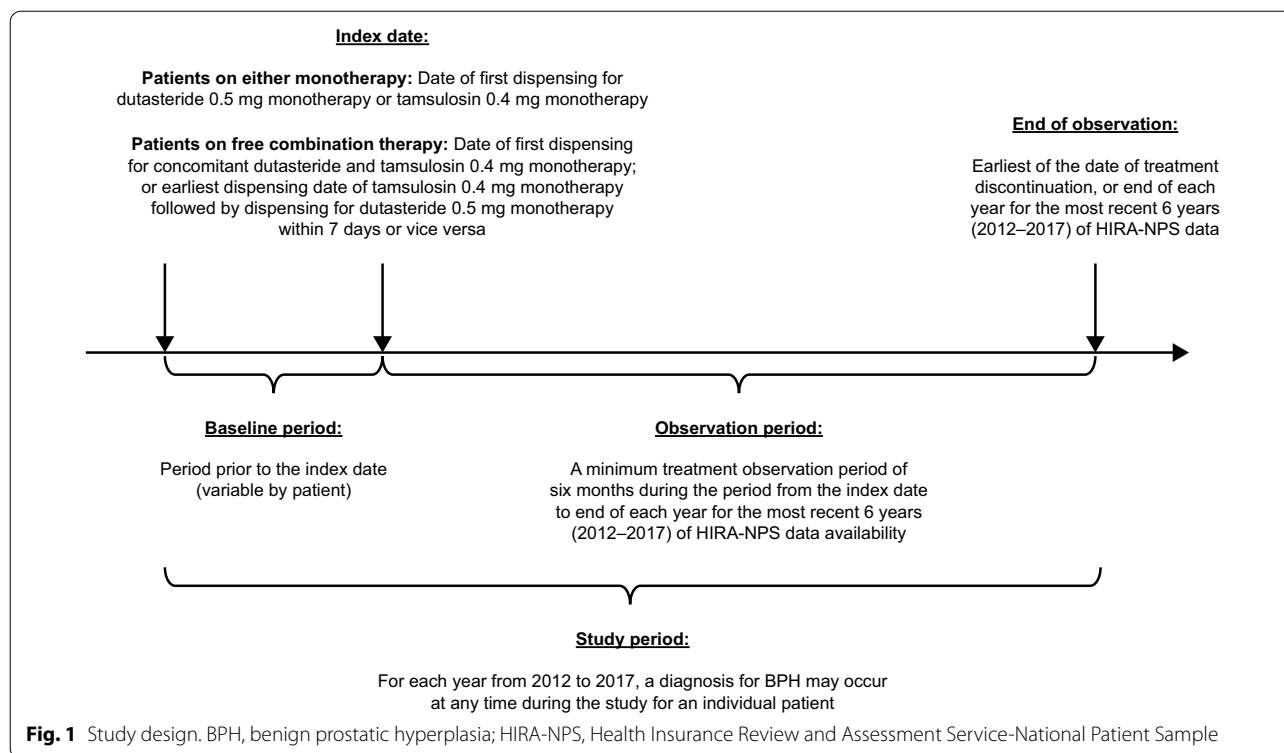 Index date:
Patients on either monotherapy: Date of first dispensing for
dutasteride 0.5 mg monotherapy or tamsulosin 0.4 mg monotherapy
Patients on free combination therapy: Date of first dispensing
for concomitant dutasteride and tamsulosin 0.4 mg monotherapy;
or earliest dispensing date of tamsulosin 0.4 mg monotherapy
followed by dispensing for dutasteride 0.5 mg monotherapy
within 7 days or vice versa
End of observation:
Earliest of the date of treatment
discontinuation, or end of each
year for the most recent 6 years
(2012–2017) of HIRA-NPS data
Baseline period:
Period prior to the index date
(variable by patient)
Observation period:
A minimum treatment observation period of
six months during the period from the index date
to end of each year for the most recent 6 years
(2012–2017) of HIRA-NPS data availability
Study period:
For each year from 2012 to 2017, a diagnosis for BPH may occur
at any time during the study for an individual patient
Fig. 1 Study design. BPH, benign prostatic hyperplasia; HIRA-NPS, Health Insurance Review and Assessment Service-National Patient Sample